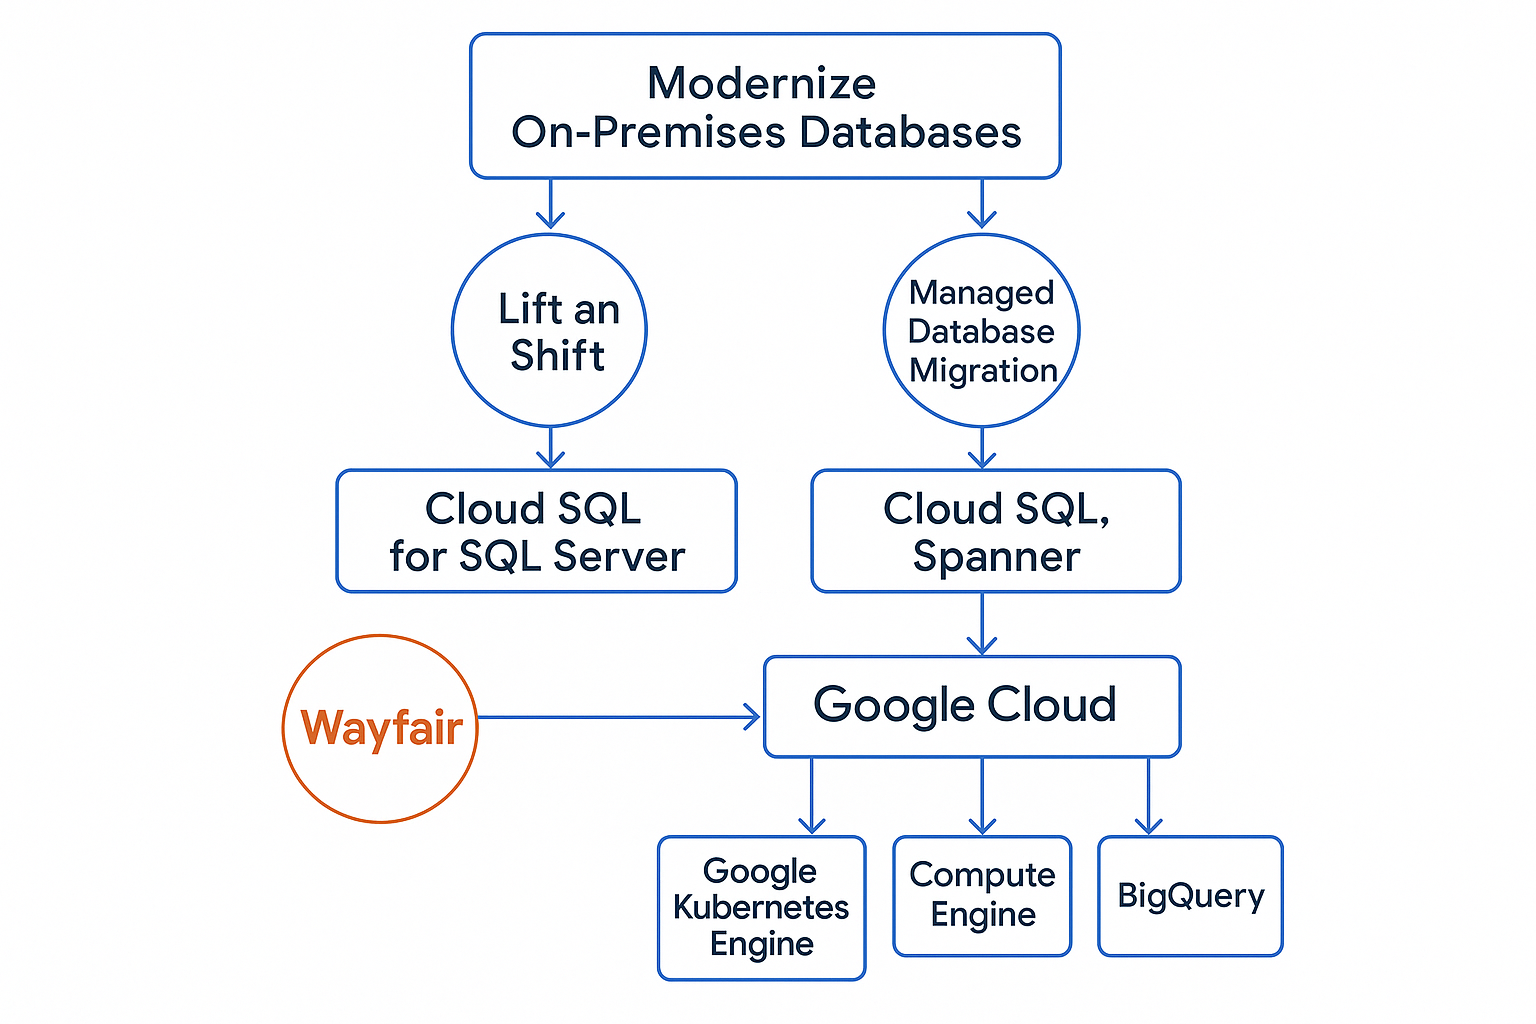 Modernize
On-Premises Databases
Lift an
Shift
Managed
Database
Migration
Cloud SQL
for SQL Server
Cloud SQL,
Spanner
Wayfair
Google Cloud
Google
Kubernetes
Engine
Compute
Engine
BigQuery